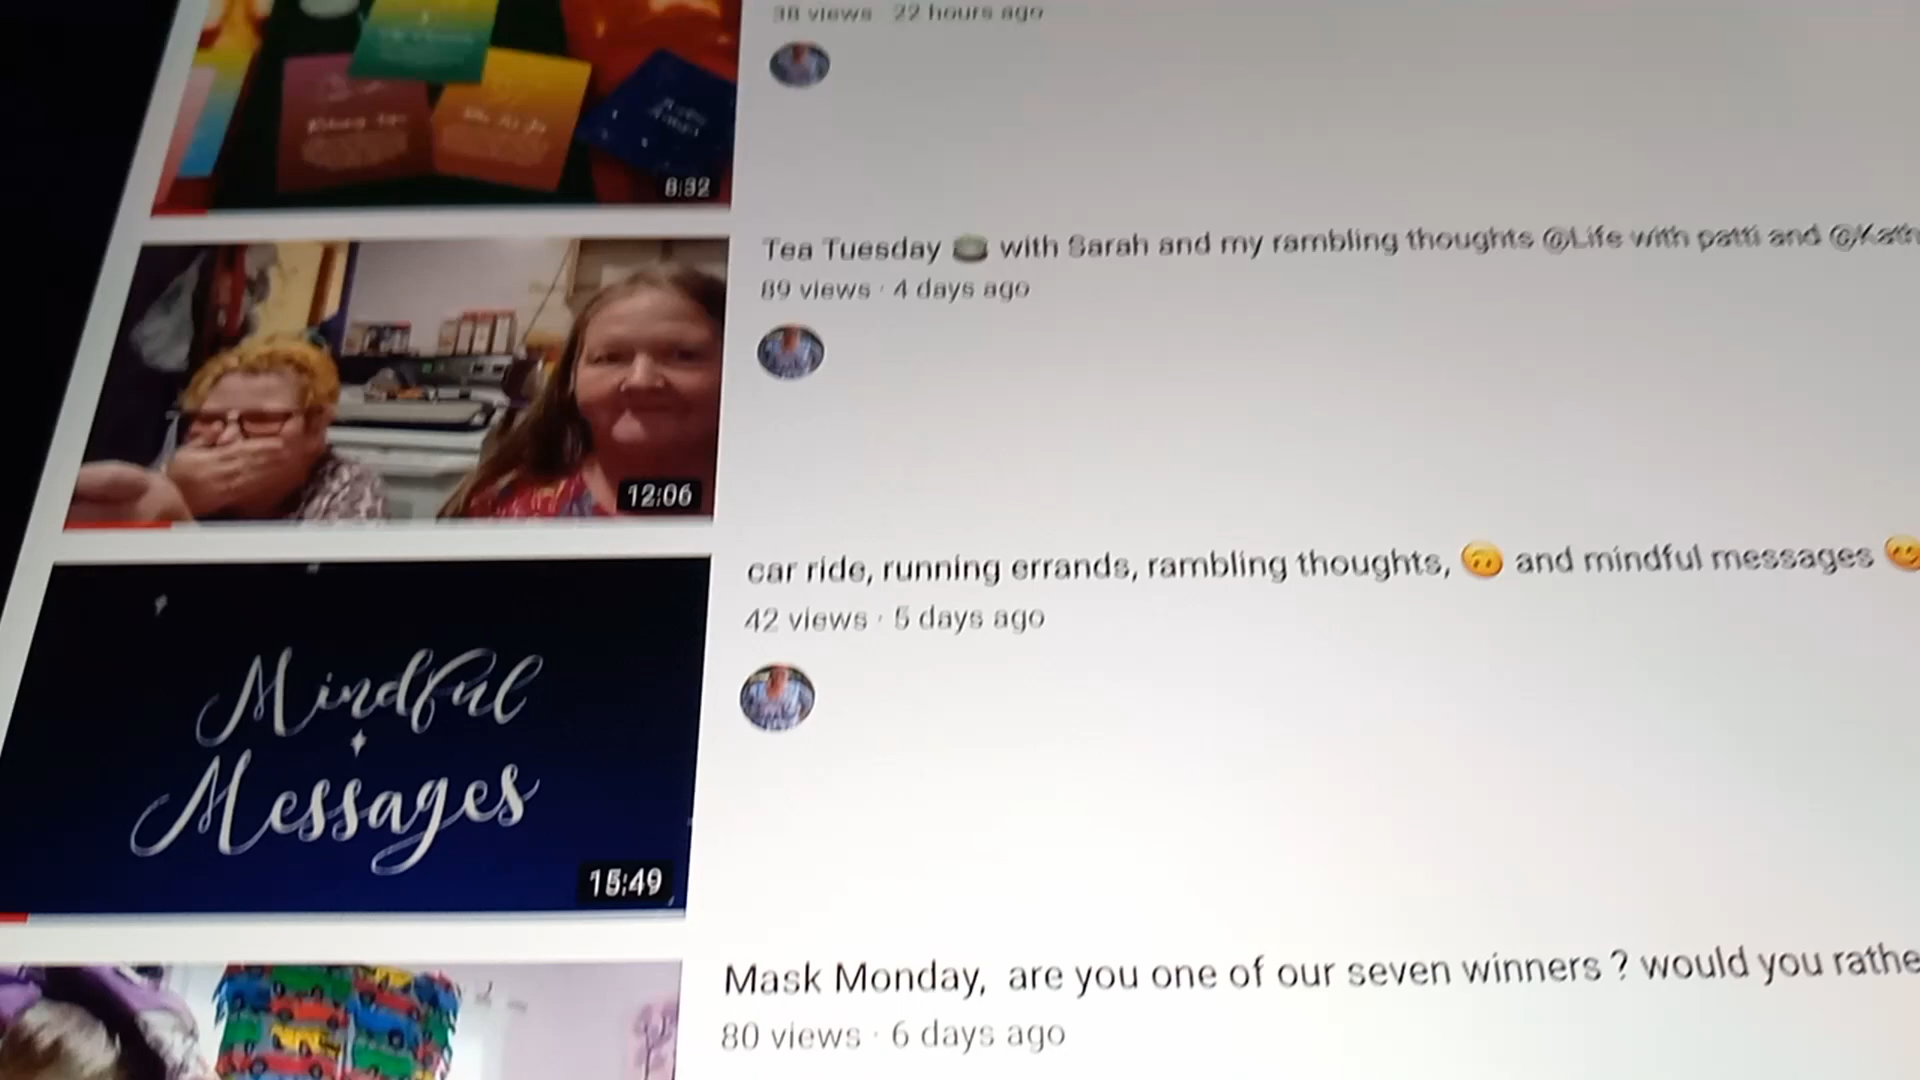 38 views 22 hours ago
8:32
Tea Tuesday 🍵 with Sarah and my rambling thoughts @Life with patti and @Kath
89 views · 4 days ago
12:06
car ride, running errands, rambling thoughts, 🙃 and mindful messages 😊
42 views · 5 days ago
Mindful
Messages
15:49
Mask Monday, are you one of our seven winners ? would you rathe
80 views · 6 days ago